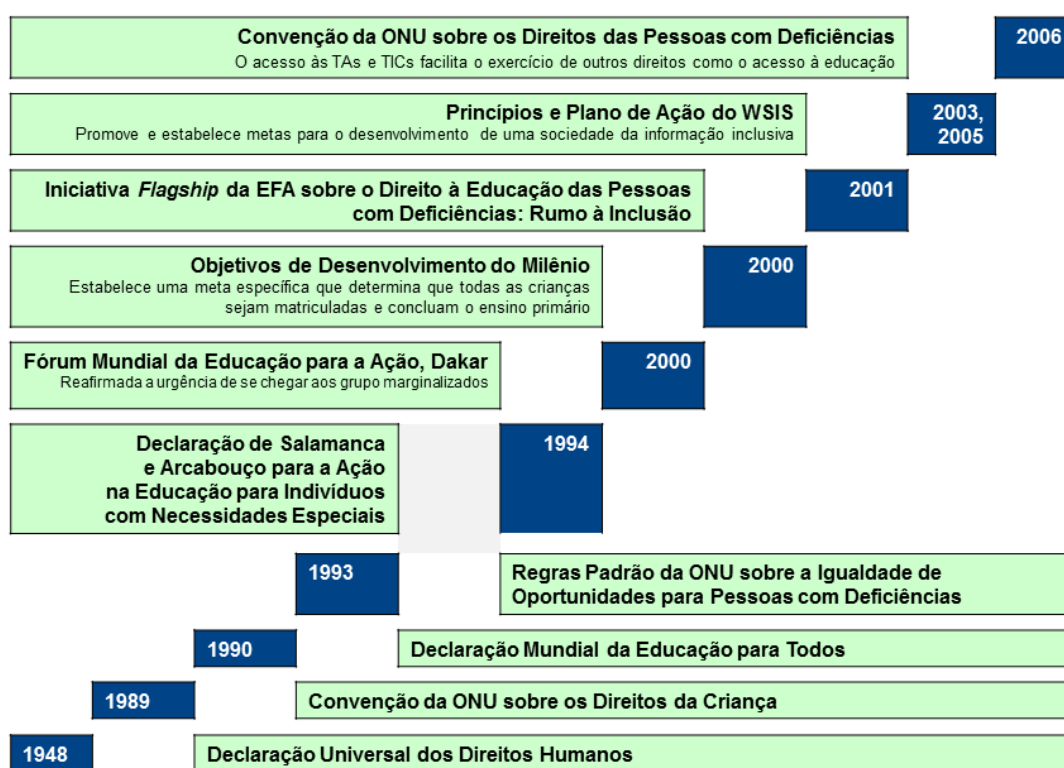 Convenção da ONU sobre os Direitos das Pessoas com Deficiências
O acesso às TAs e TICs facilita o exercício de outros direitos como o acesso à educação
2006
Princípios e Plano de Ação do WSIS
Promove e estabelece metas para o desenvolvimento de uma sociedade da informação inclusiva
2003,
2005
Iniciativa Flagship da EFA sobre o Direito à Educação das Pessoas
com Deficiências: Rumo à Inclusão
2001
Objetivos de Desenvolvimento do Milênio
Estabelece uma meta específica que determina que todas as crianças
sejam matriculadas e concluam o ensino primário
2000
Fórum Mundial da Educação para a Ação, Dakar
Reafirmada a urgência de se chegar aos grupo marginalizados
2000
Declaração de Salamanca
e Arcabouço para a Ação
na Educação para Indivíduos
com Necessidades Especiais
1994
1993
Regras Padrão da ONU sobre a Igualdade de
Oportunidades para Pessoas com Deficiências
1990
Declaração Mundial da Educação para Todos
1989
Convenção da ONU sobre os Direitos da Criança
1948
Declaração Universal dos Direitos Humanos